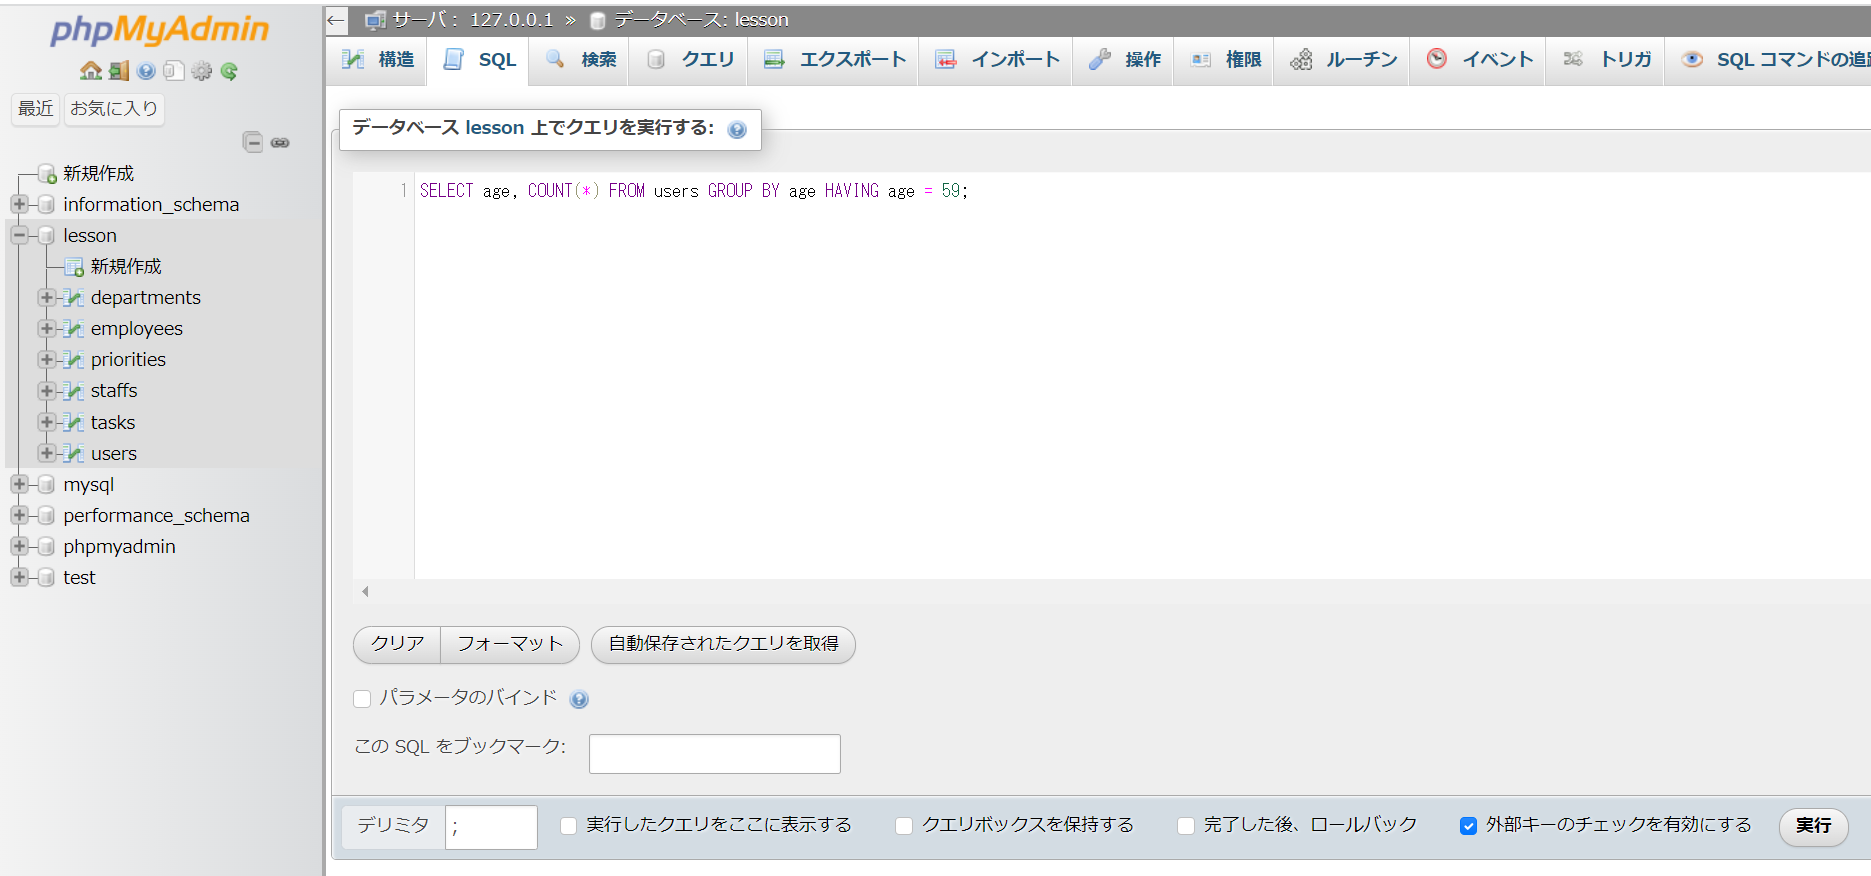 phpMyAdmin
最近 お気に入り
新規作成
information_schema
lesson
新規作成
departments
employees
priorities
staffs
tasks
users
mysql
performance_schema
phpmyadmin
test
← サーバ : 127.0.0.1 » データベース: lesson
構造 SQL 検索 クエリ エクスポート インポート 操作 権限 ルーチン イベント トリガ SQL コマンドの追
データベース lesson 上でクエリを実行する:
1 SELECT age, COUNT(*) FROM users GROUP BY age HAVING age = 59;
クリア フォーマット 自動保存されたクエリを取得
パラメータのバインド
この SQL をブックマーク:
デリミタ ; 実行したクエリをここに表示する クエリボックスを保持する 完了した後、ロールバック 外部キーのチェックを有効にする 実行